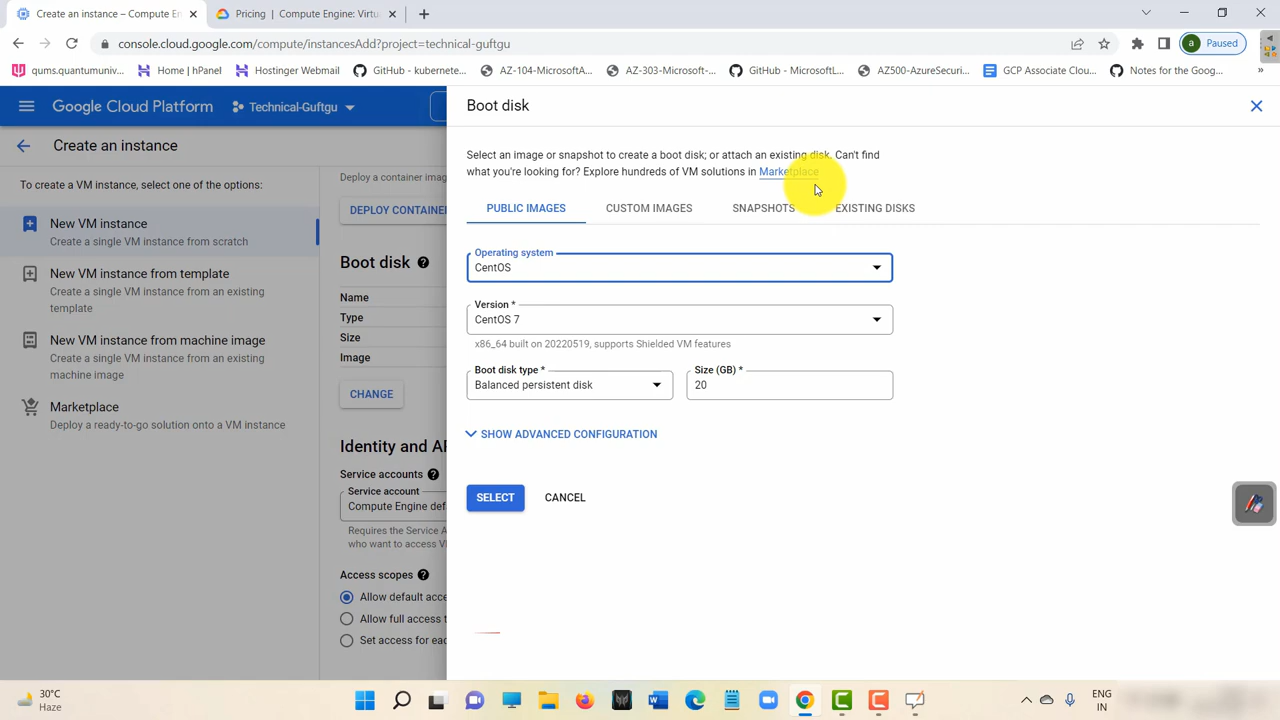 Create an instance – Compute E
Pricing | Compute Engine: Virtu
console.cloud.google.com/compute/instancesAdd?project=technical-guftgu
a Paused
qums.quantumuniv...
Home | hPanel
Hostinger Webmail
GitHub - kubernete...
AZ-104-MicrosoftA...
AZ-303-Microsoft-...
GitHub - MicrosoftL...
AZ500-AzureSecuri...
GCP Associate Clou...
Notes for the Goog...
»
Google Cloud Platform
Technical-Guftgu
Create an instance
To create a VM instance, select one of the options:
New VM instance
Create a single VM instance from scratch
New VM instance from template
Create a single VM instance from an existing
template
New VM instance from machine image
Create a single VM instance from an existing
machine image
Marketplace
Deploy a ready-to-go solution onto a VM instance
Deploy a container imag
DEPLOY CONTAINE
Boot disk
Name
Type
Size
Image
CHANGE
Identity and AP
Service accounts
Service account
Compute Engine def
Requires the Service A
who want to access V
Access scopes
Allow default acce
Allow full access t
Set access for eac
Boot disk
Select an image or snapshot to create a boot disk; or attach an existing disk. Can't find
what you're looking for? Explore hundreds of VM solutions in Marketplace
PUBLIC IMAGES
CUSTOM IMAGES
SNAPSHOTS
EXISTING DISKS
Operating system
CentOS
Version *
CentOS 7
x86_64 built on 20220519, supports Shielded VM features
Boot disk type *
Balanced persistent disk
Size (GB) *
20
SHOW ADVANCED CONFIGURATION
SELECT
CANCEL
30°C
Haze
ENG
IN